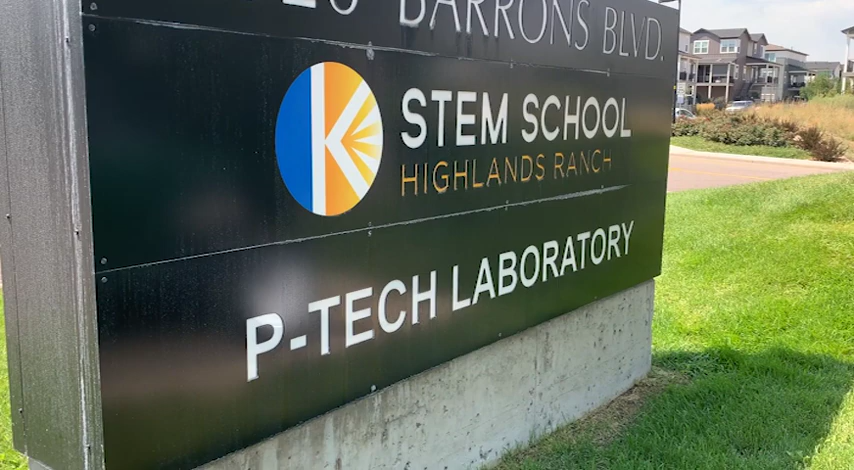 BARRONS BLVD.
STEM SCHOOL
HIGHLANDS RANCH
P-TECH LABORATORY